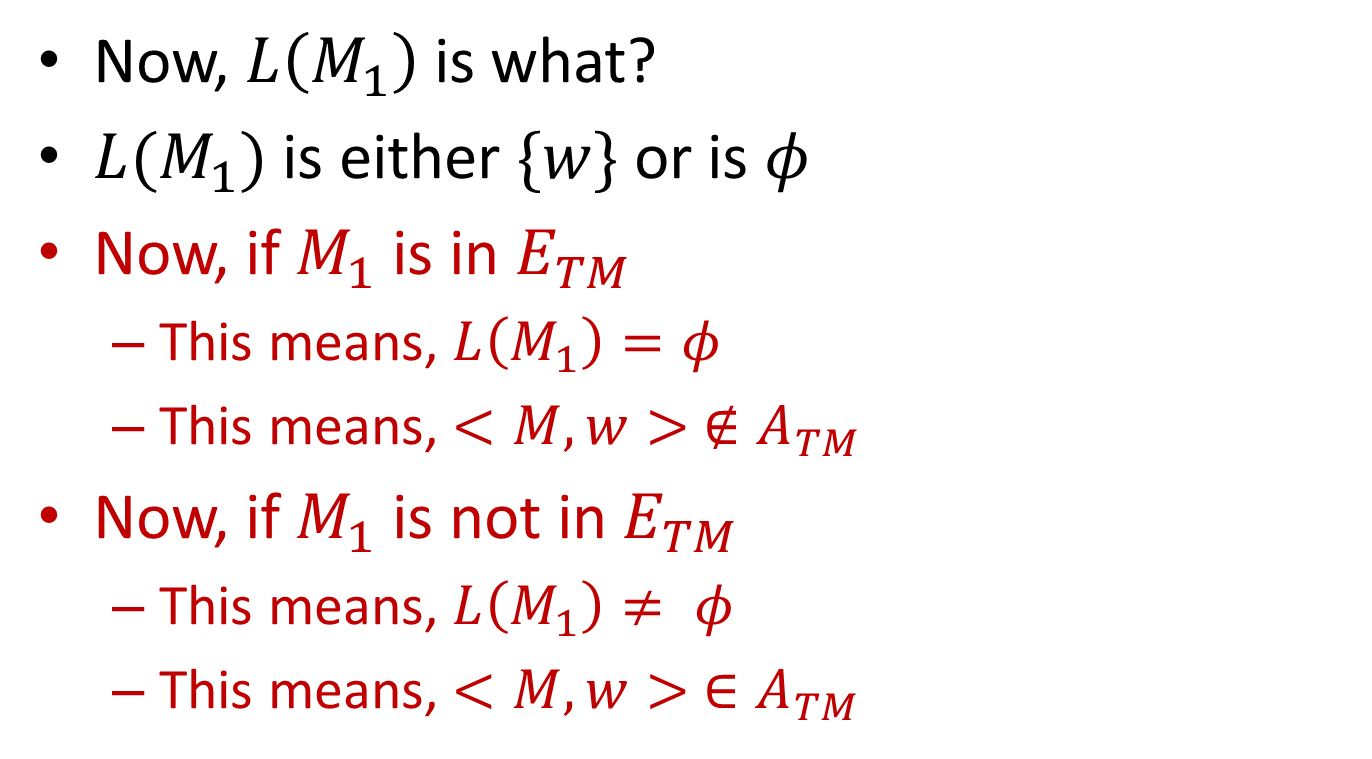 • Now, L(M₁) is what?
• L(M₁) is either {w} or is ϕ
• Now, if M₁ is in E_TM
– This means, L(M₁) = ϕ
– This means, < M, w > ∉ A_TM
• Now, if M₁ is not in E_TM
– This means, L(M₁) ≠ ϕ
– This means, < M, w > ∈ A_TM